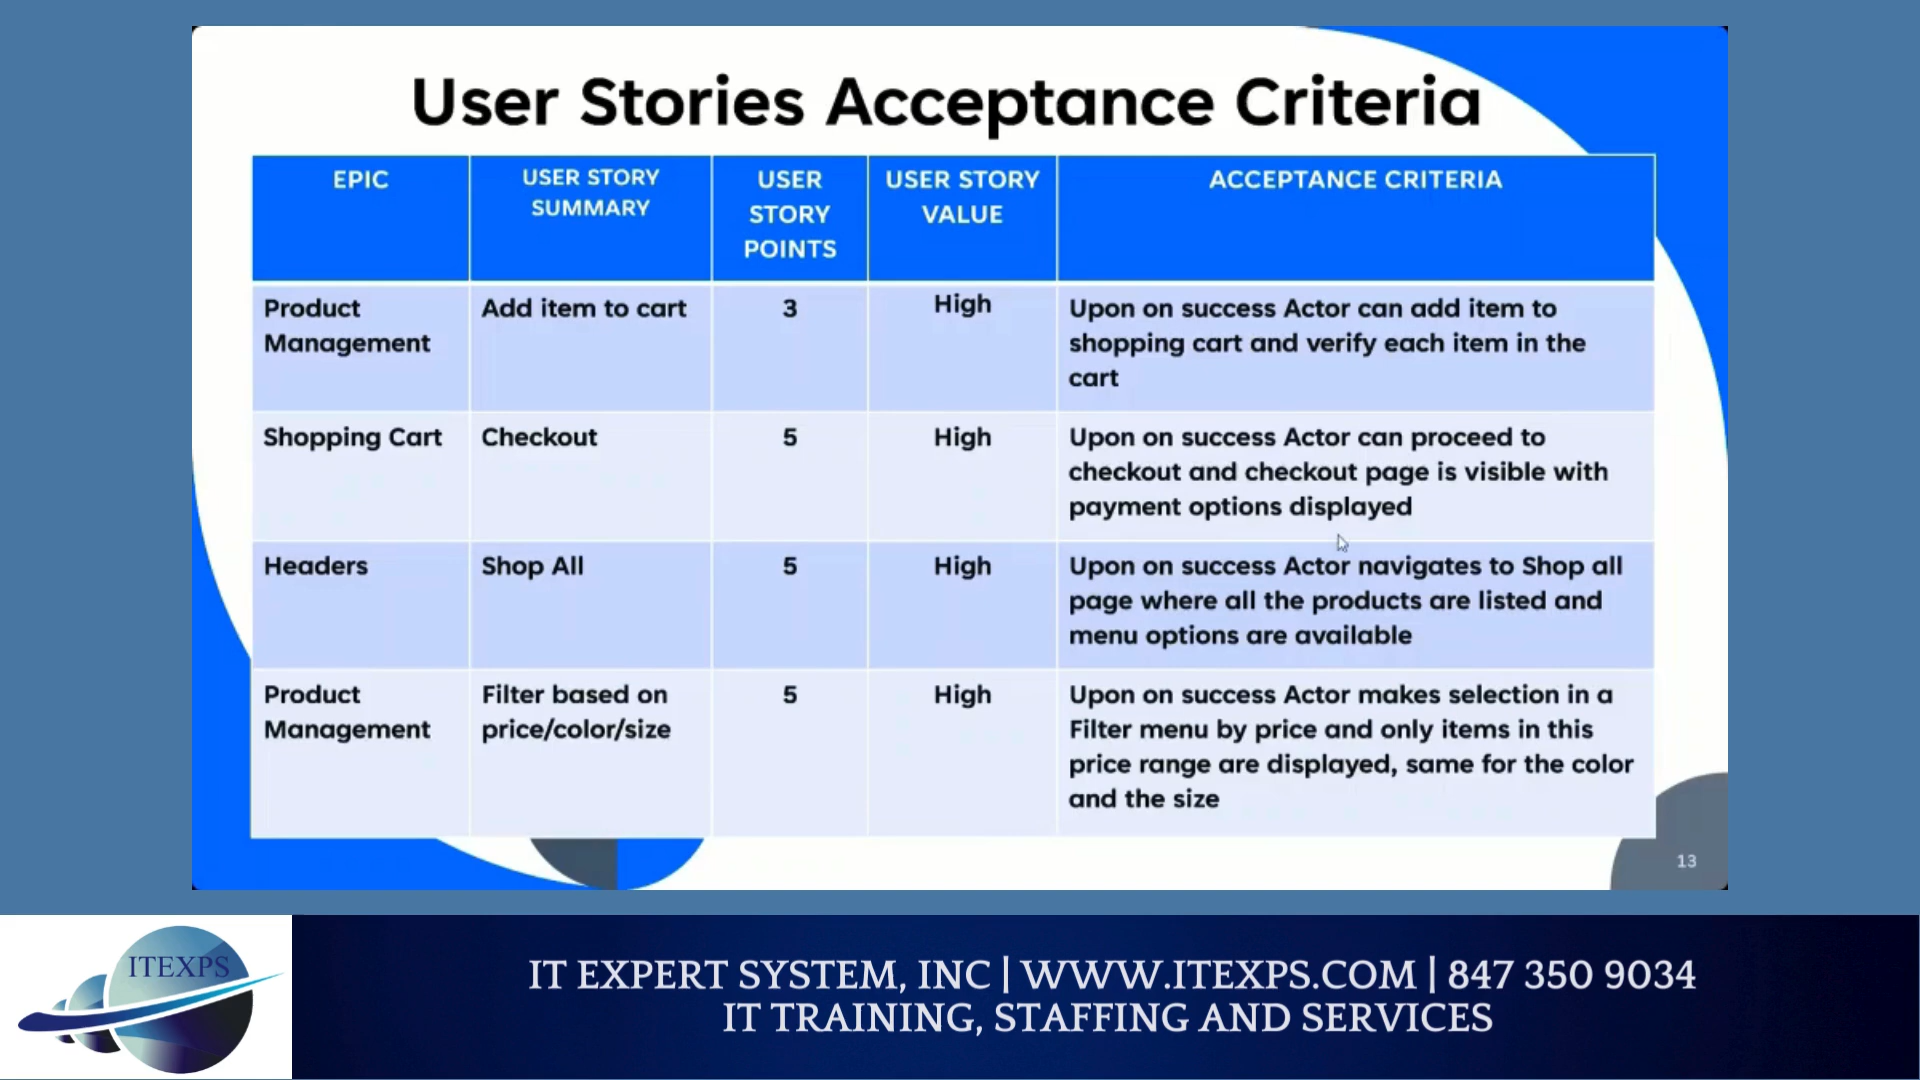 User Stories Acceptance Criteria
EPIC
USER STORY
SUMMARY
USER
STORY
POINTS
USER STORY
VALUE
ACCEPTANCE CRITERIA
Product
Management
Add item to cart
3
High
Upon on success Actor can add item to
shopping cart and verify each item in the
cart
Shopping Cart
Checkout
5
High
Upon on success Actor can proceed to
checkout and checkout page is visible with
payment options displayed
Headers
Shop All
5
High
Upon on success Actor navigates to Shop all
page where all the products are listed and
menu options are available
Product
Management
Filter based on
price/color/size
5
High
Upon on success Actor makes selection in a
Filter menu by price and only items in this
price range are displayed, same for the color
and the size
13
ITEXPS
IT EXPERT SYSTEM, INC | WWW.ITEXPS.COM | 847 350 9034
IT TRAINING, STAFFING AND SERVICES